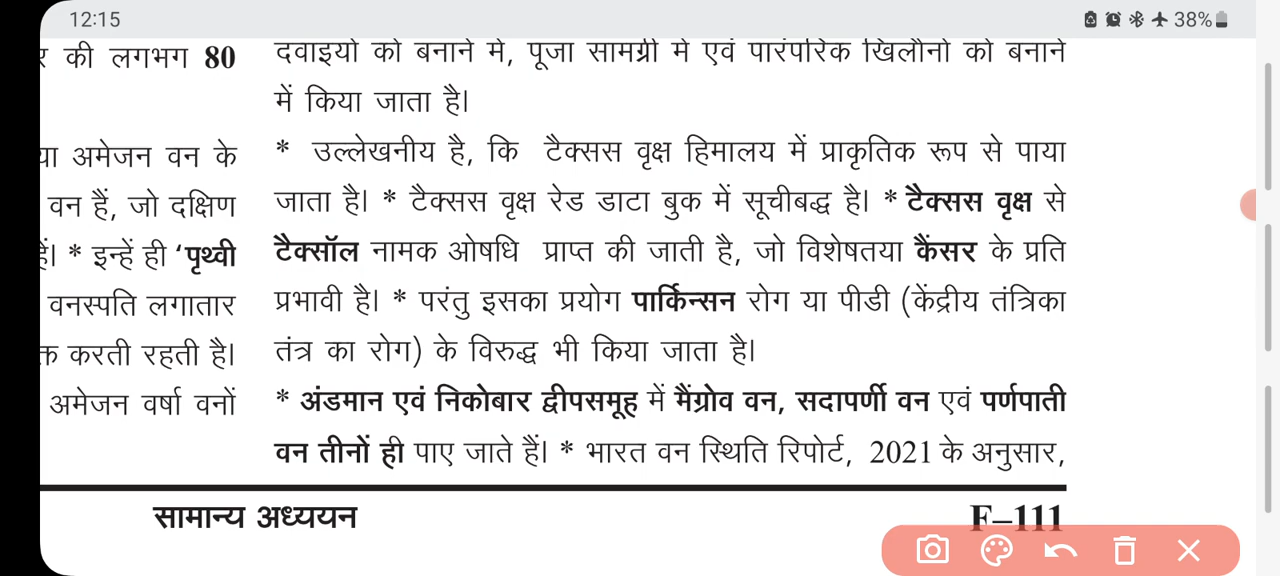 12:15
38%
र की लगभग 80
या अमेजन वन के
वन हैं, जो दक्षिण
हैं। * इन्हें ही ‘पृथ्वी
वनस्पति लगातार
क्त करती रहती है।
अमेजन वर्षा वनों
दवाइयों को बनाने में, पूजा सामग्री में एवं पारंपरिक खिलौनों को बनाने
में किया जाता है।
* उल्लेखनीय है, कि टैक्सस वृक्ष हिमालय में प्राकृतिक रूप से पाया
जाता है। * टैक्सस वृक्ष रेड डाटा बुक में सूचीबद्ध है। * टैक्सस वृक्ष से
टैक्सॉल नामक ओषधि प्राप्त की जाती है, जो विशेषतया कैंसर के प्रति
प्रभावी है। * परंतु इसका प्रयोग पार्किन्सन रोग या पीडी (केंद्रीय तंत्रिका
तंत्र का रोग) के विरुद्ध भी किया जाता है।
* अंडमान एवं निकोबार द्वीपसमूह में मैंग्रोव वन, सदापर्णी वन एवं पर्णपाती
वन तीनों ही पाए जाते हैं। * भारत वन स्थिति रिपोर्ट, 2021 के अनुसार,
सामान्य अध्ययन
F–111